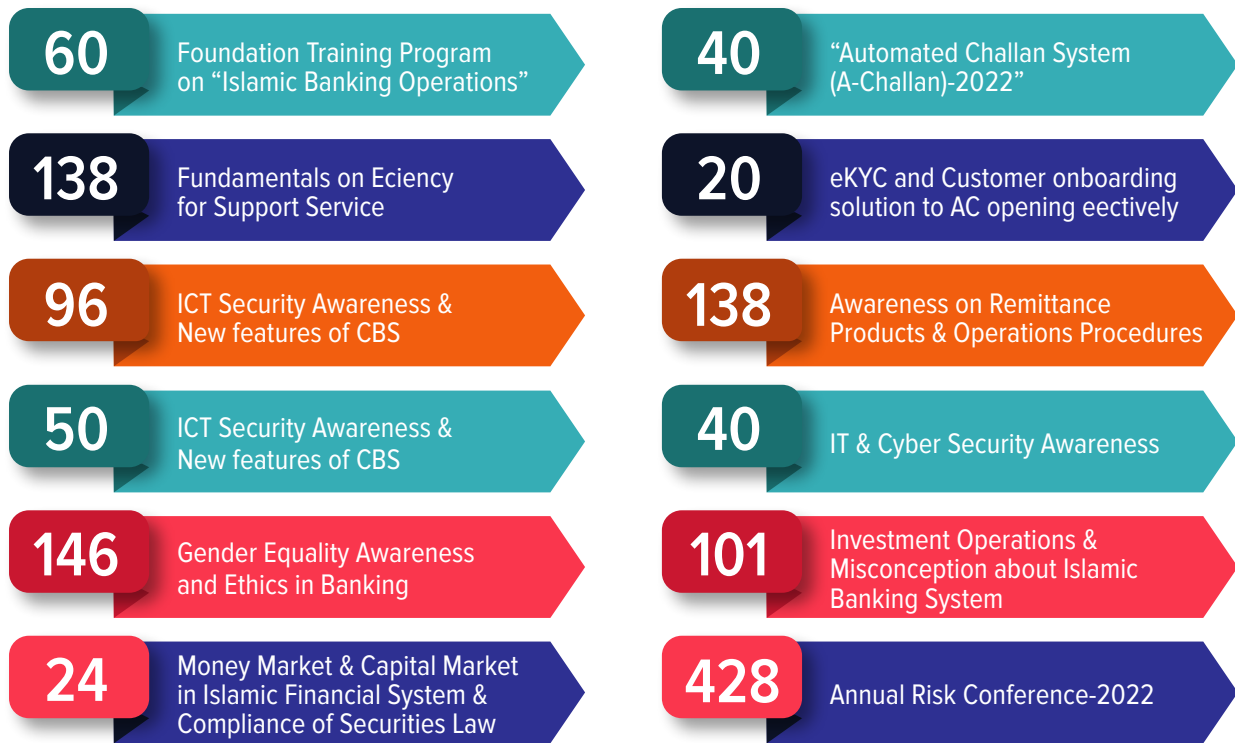 60
Foundation Training Program
on “Islamic Banking Operations”
138
Fundamentals on Eciency
for Support Service
96
ICT Security Awareness &
New features of CBS
50
ICT Security Awareness &
New features of CBS
146
Gender Equality Awareness
and Ethics in Banking
24
Money Market & Capital Market
in Islamic Financial System &
Compliance of Securities Law
40
“Automated Challan System
(A-Challan)-2022”
20
eKYC and Customer onboarding
solution to AC opening eectively
138
Awareness on Remittance
Products & Operations Procedures
40
IT & Cyber Security Awareness
101
Investment Operations &
Misconception about Islamic
Banking System
428
Annual Risk Conference-2022